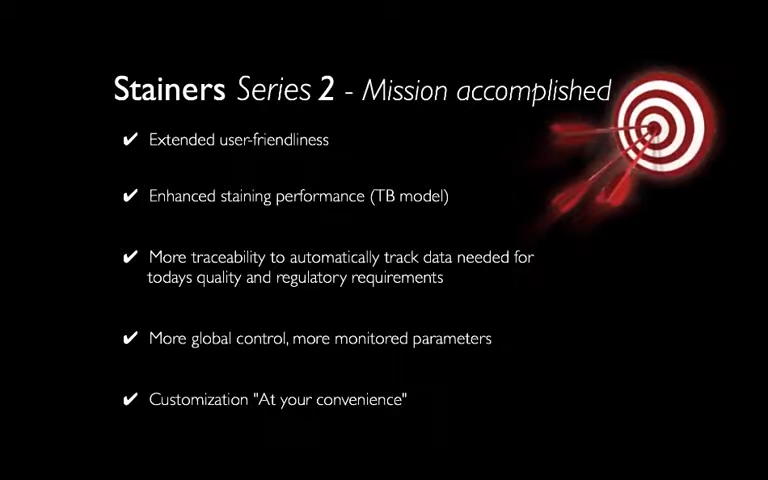 Stainers Series 2 - Mission accomplished
✔ Extended user-friendliness
✔ Enhanced staining performance (TB model)
✔ More traceability to automatically track data needed for
todays quality and regulatory requirements
✔ More global control, more monitored parameters
✔ Customization "At your convenience"